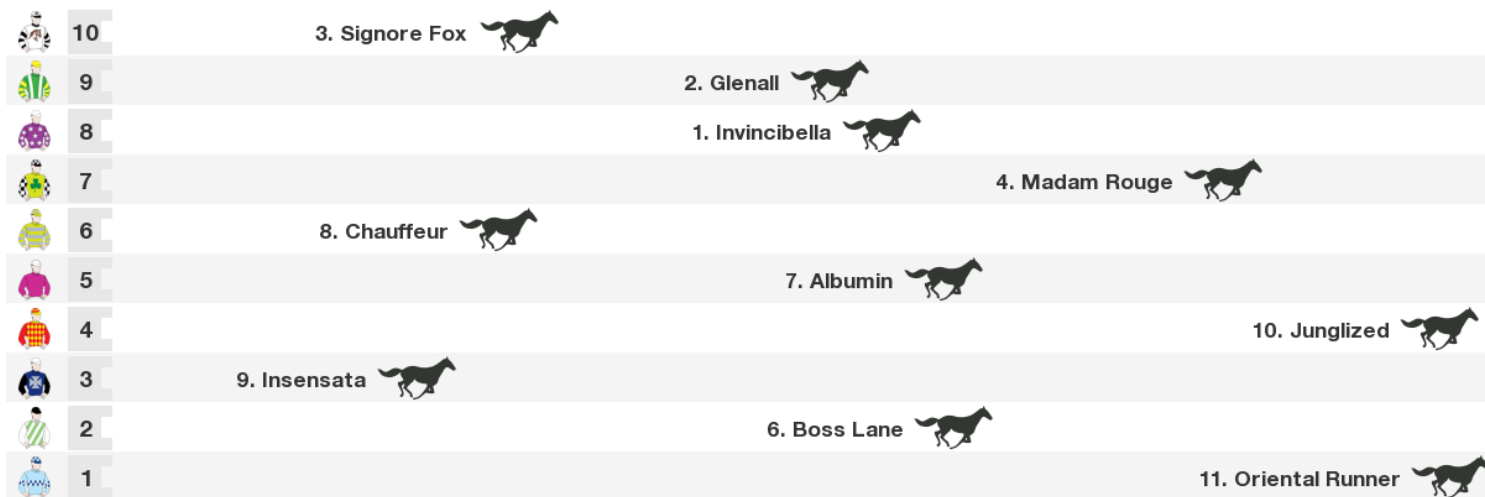 10 3. Signore Fox
9 2. Glenall
8 1. Invincibella
7 4. Madam Rouge
6 8. Chauffeur
5 7. Albumin
4 10. Junglized
3 9. Insensata
2 6. Boss Lane
1 11. Oriental Runner